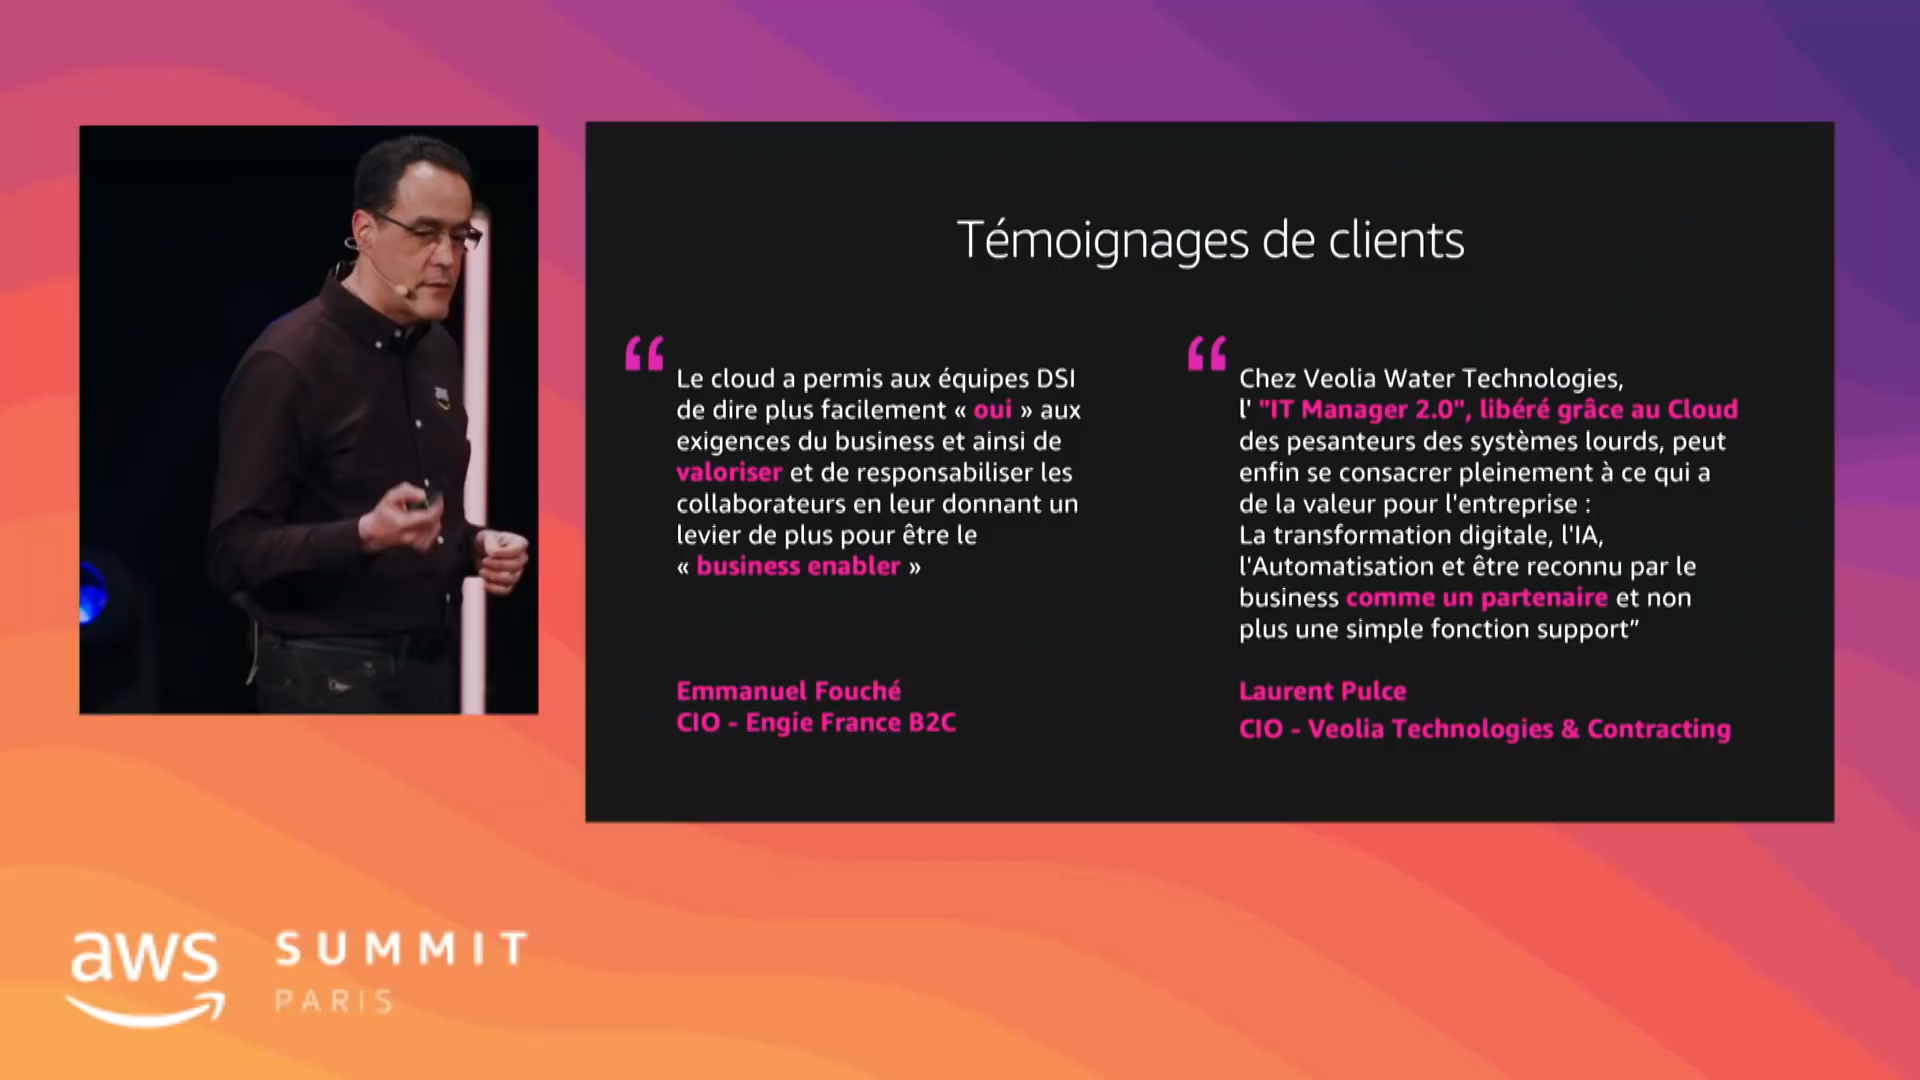 Témoignages de clients
“
Le cloud a permis aux équipes DSI
de dire plus facilement « oui » aux
exigences du business et ainsi de
valoriser et de responsabiliser les
collaborateurs en leur donnant un
levier de plus pour être le
« business enabler »
Emmanuel Fouché
CIO - Engie France B2C
“
Chez Veolia Water Technologies,
l' "IT Manager 2.0", libéré grâce au Cloud
des pesanteurs des systèmes lourds, peut
enfin se consacrer pleinement à ce qui a
de la valeur pour l'entreprise :
La transformation digitale, l'IA,
l'Automatisation et être reconnu par le
business comme un partenaire et non
plus une simple fonction support”
Laurent Pulce
CIO - Veolia Technologies & Contracting
aws
aws SUMMIT
PARIS